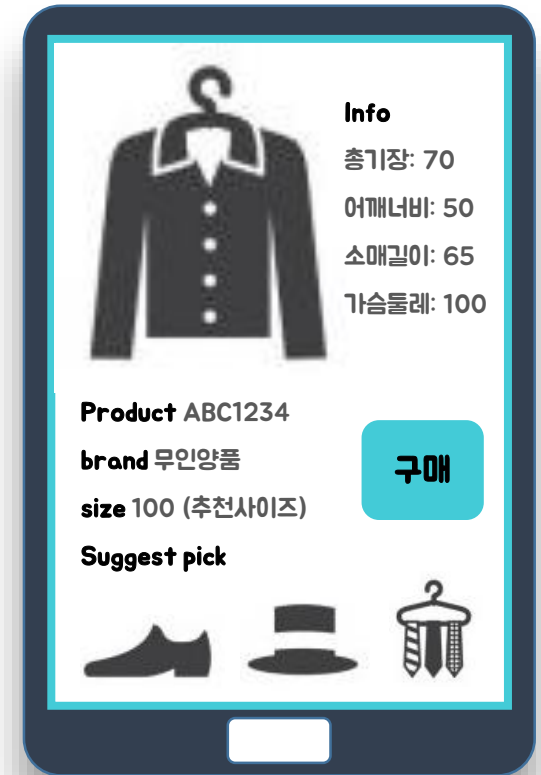 Info
총기장: 70
어깨너비: 50
소매길이: 65
가슴둘레: 100
Product ABC1234
brand 무인양품
size 100 (추천사이즈)
구매
Suggest pick